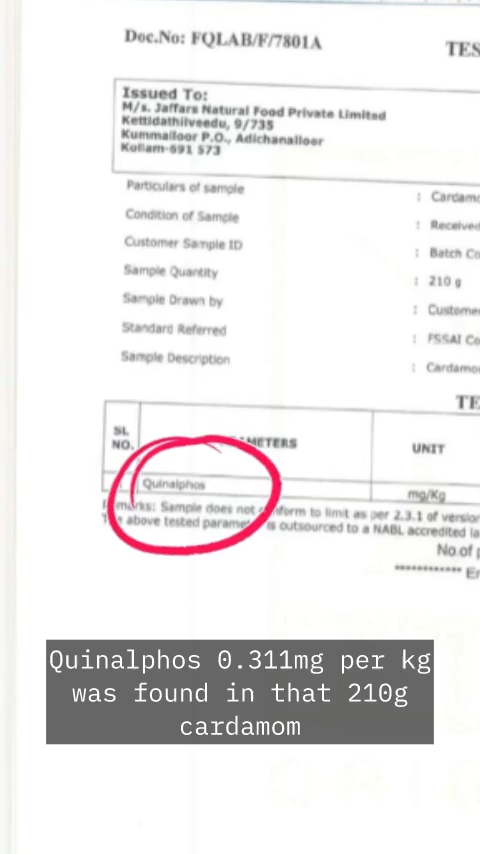 Doc.No: FQLAB/F/7801A
TES
Issued To:
M/s. Jaffars Natural Food Private Limited
Kettidathilveedu, 9/735
Kummalloor P.O., Adichanalloor
Kollam-691 573
Particulars of sample : Cardamo
Condition of Sample : Received
Customer Sample ID : Batch Co
Sample Quantity : 210 g
Sample Drawn by : Custome
Standard Referred : FSSAI Co
Sample Description : Cardamo
TE
SL NO. METERS UNIT
Quinalphos mg/Kg
marks: Sample does not form to limit as per 2.3.1 of version
above tested parame is outsourced to a NABL accredited la
No.of p
************ En
Quinalphos 0.311mg per kg
was found in that 210g
cardamom